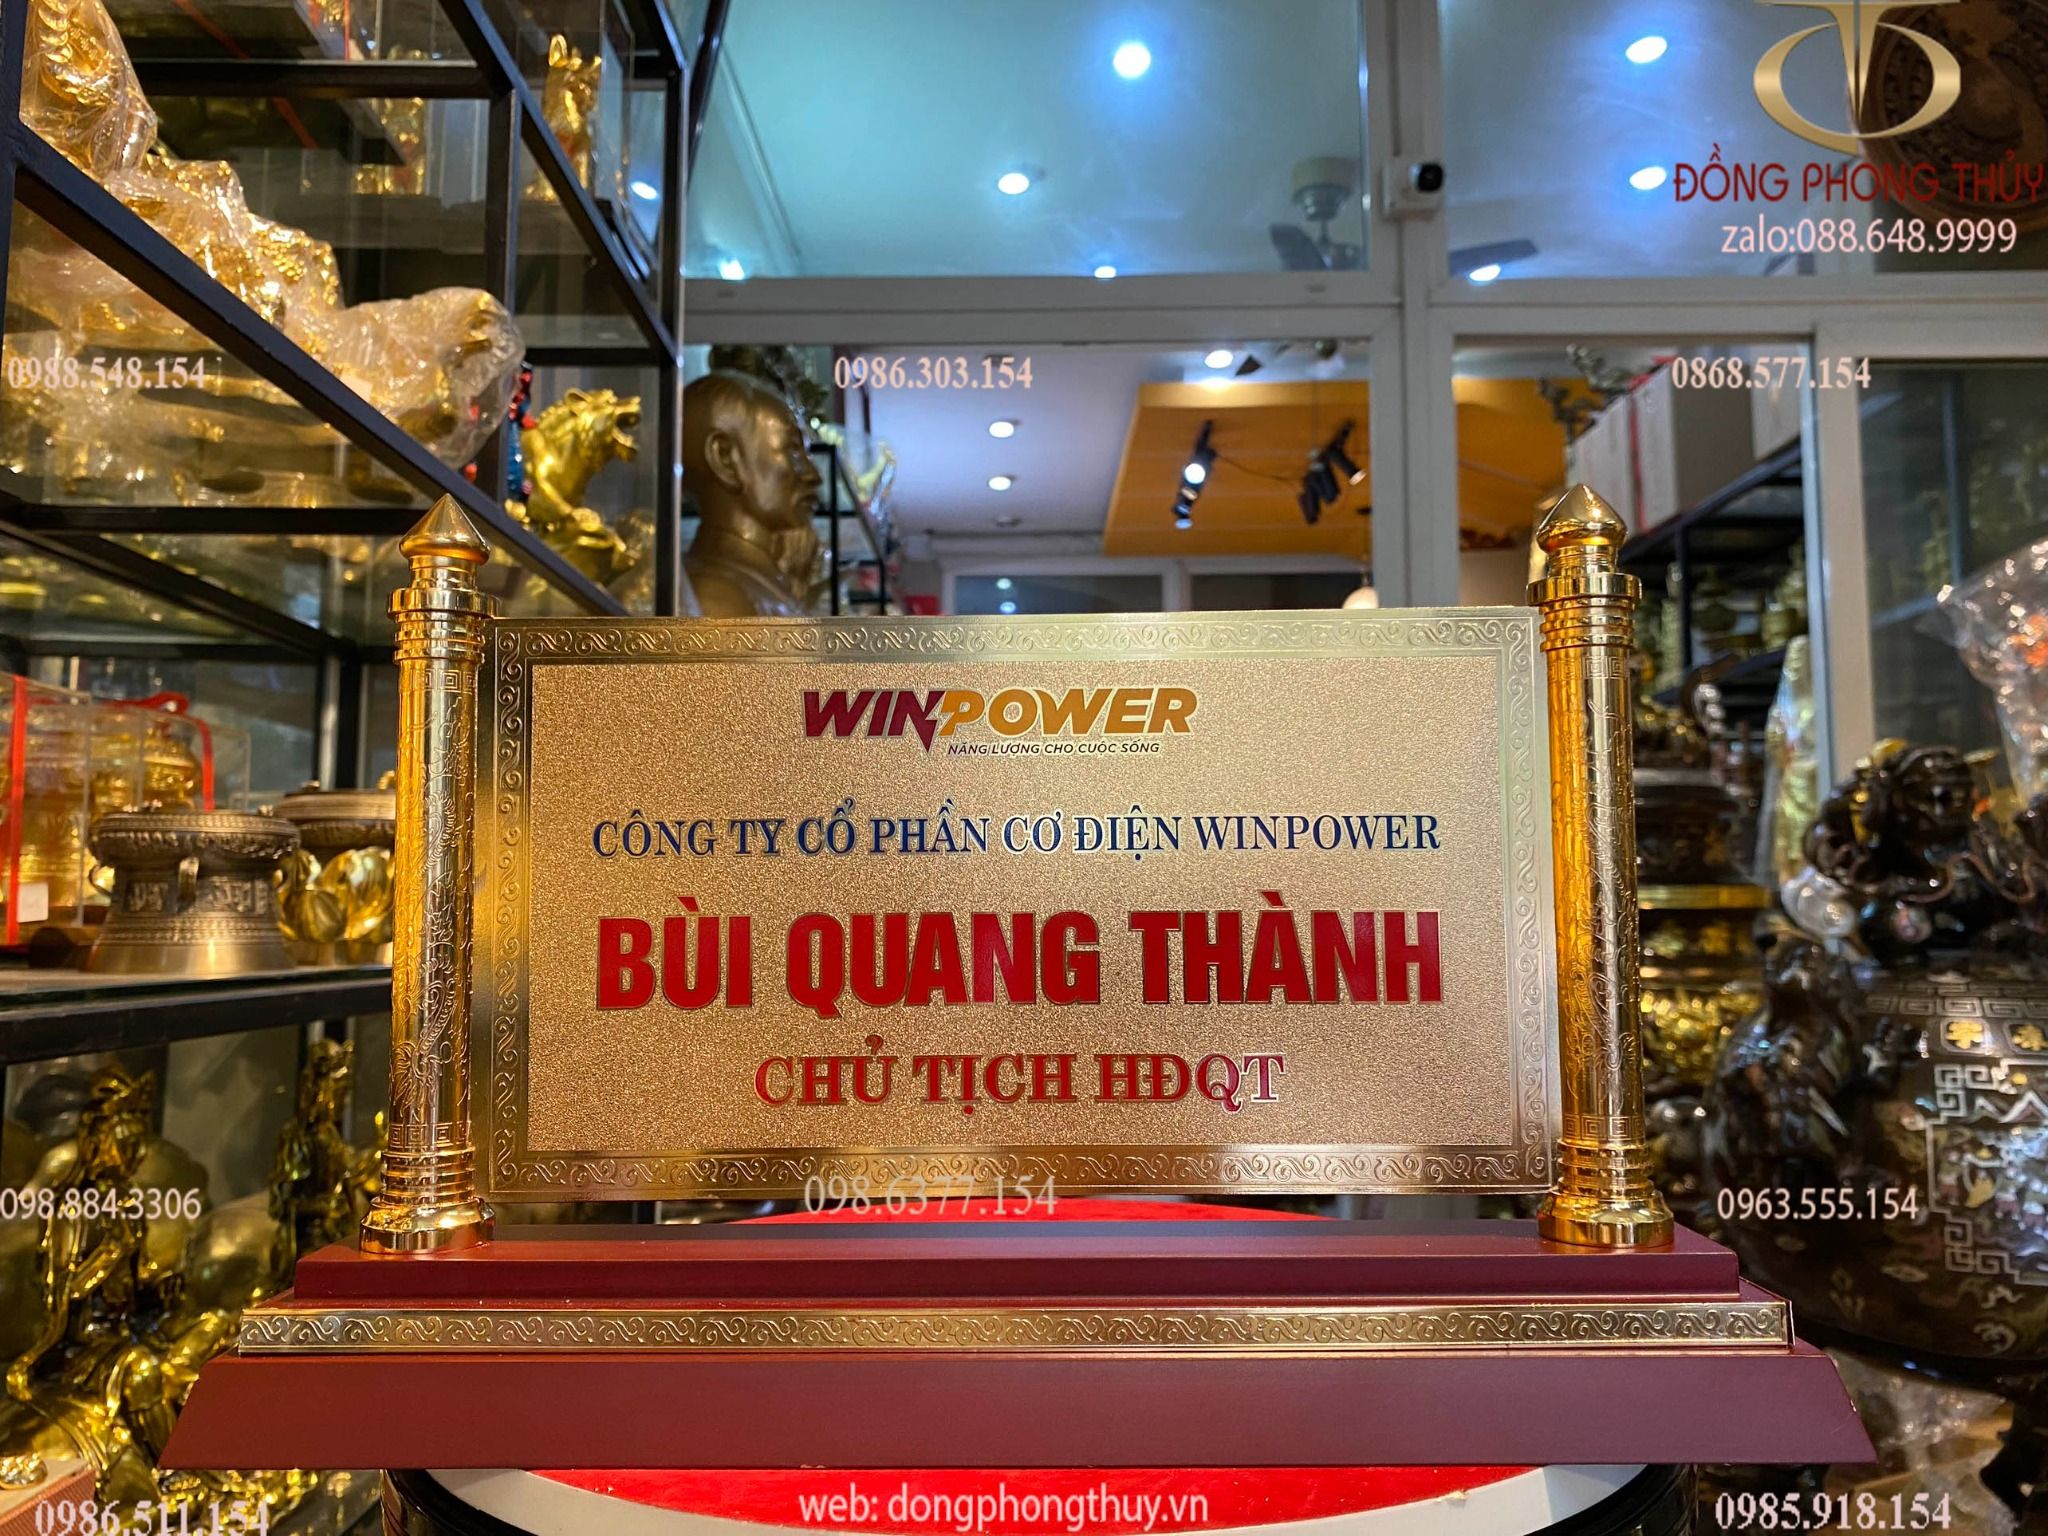 ĐỒNG PHONG THỦY
zalo:088.648.9999
0988.548.154
0986.303.154
0868.577.154
WINPOWER
NĂNG LƯỢNG CHO CUỘC SỐNG
CÔNG TY CỔ PHẦN CƠ ĐIỆN WINPOWER
BÙI QUANG THÀNH
CHỦ TỊCH HĐQT
098.884.3306
098.6377.154
0963.555.154
0986.511.154
web: dongphongthuy.vn
0985.918.154